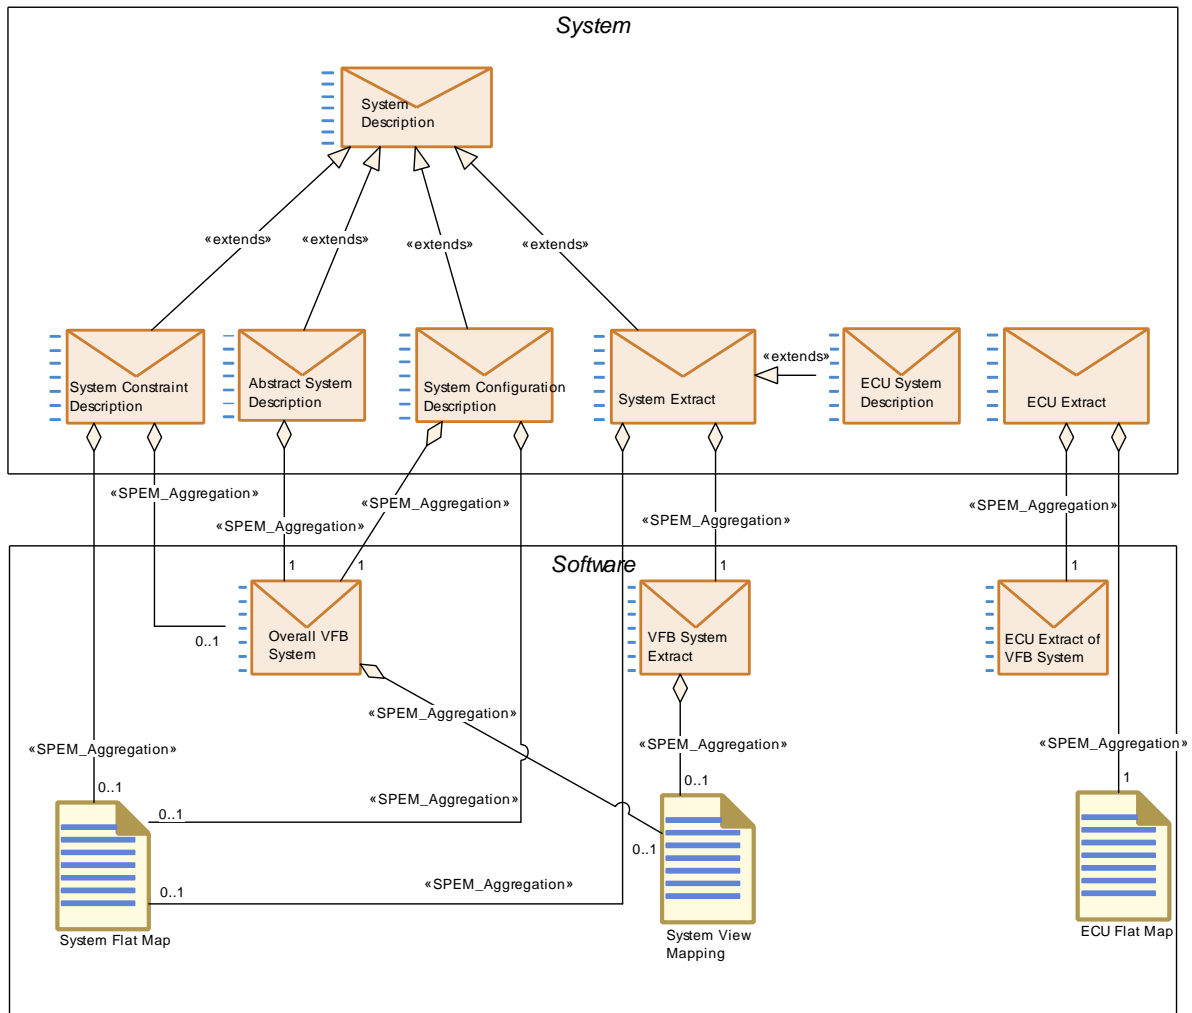 System
System
Description
«extends»
«extends»
«extends»
«extends»
System Constraint
Description
Abstract System
Description
System Configuration
Description
System Extract
«extends»
ECU System
Description
ECU Extract
«SPEM_Aggregation»
«SPEM_Aggregation»
«SPEM_Aggregation»
«SPEM_Aggregation»
«SPEM_Aggregation»
Software
1
1
1
1
0..1
Overall VFB
System
VFB System
Extract
ECU Extract of
VFB System
«SPEM_Aggregation»
«SPEM_Aggregation»
«SPEM_Aggregation»
«SPEM_Aggregation»
0..1
«SPEM_Aggregation»
0..1
1
0..1
0..1
«SPEM_Aggregation»
0..1
System Flat Map
System View
Mapping
ECU Flat Map